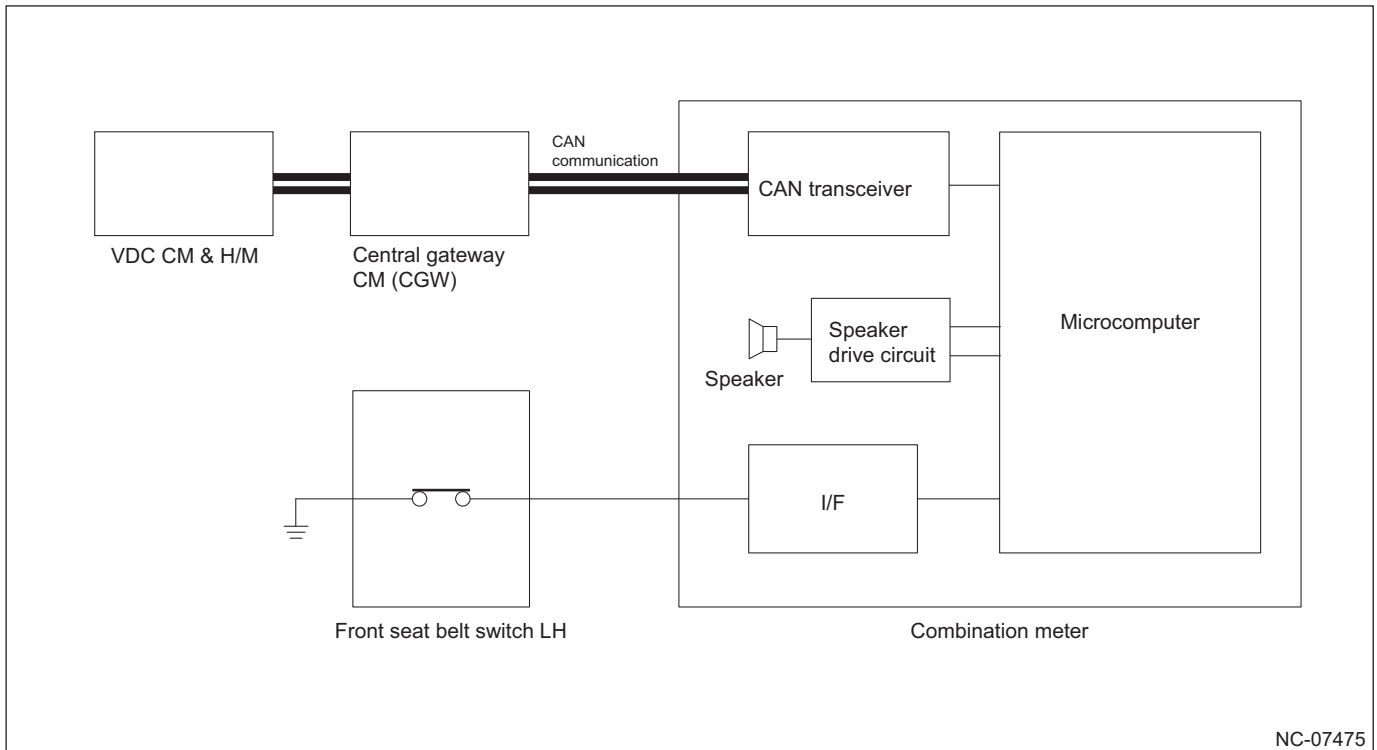 CAN
communication
CAN transceiver
VDC CM & H/M
Central gateway
CM (CGW)
Microcomputer
Speaker
drive circuit
Speaker
I/F
Front seat belt switch LH
Combination meter
NC-07475